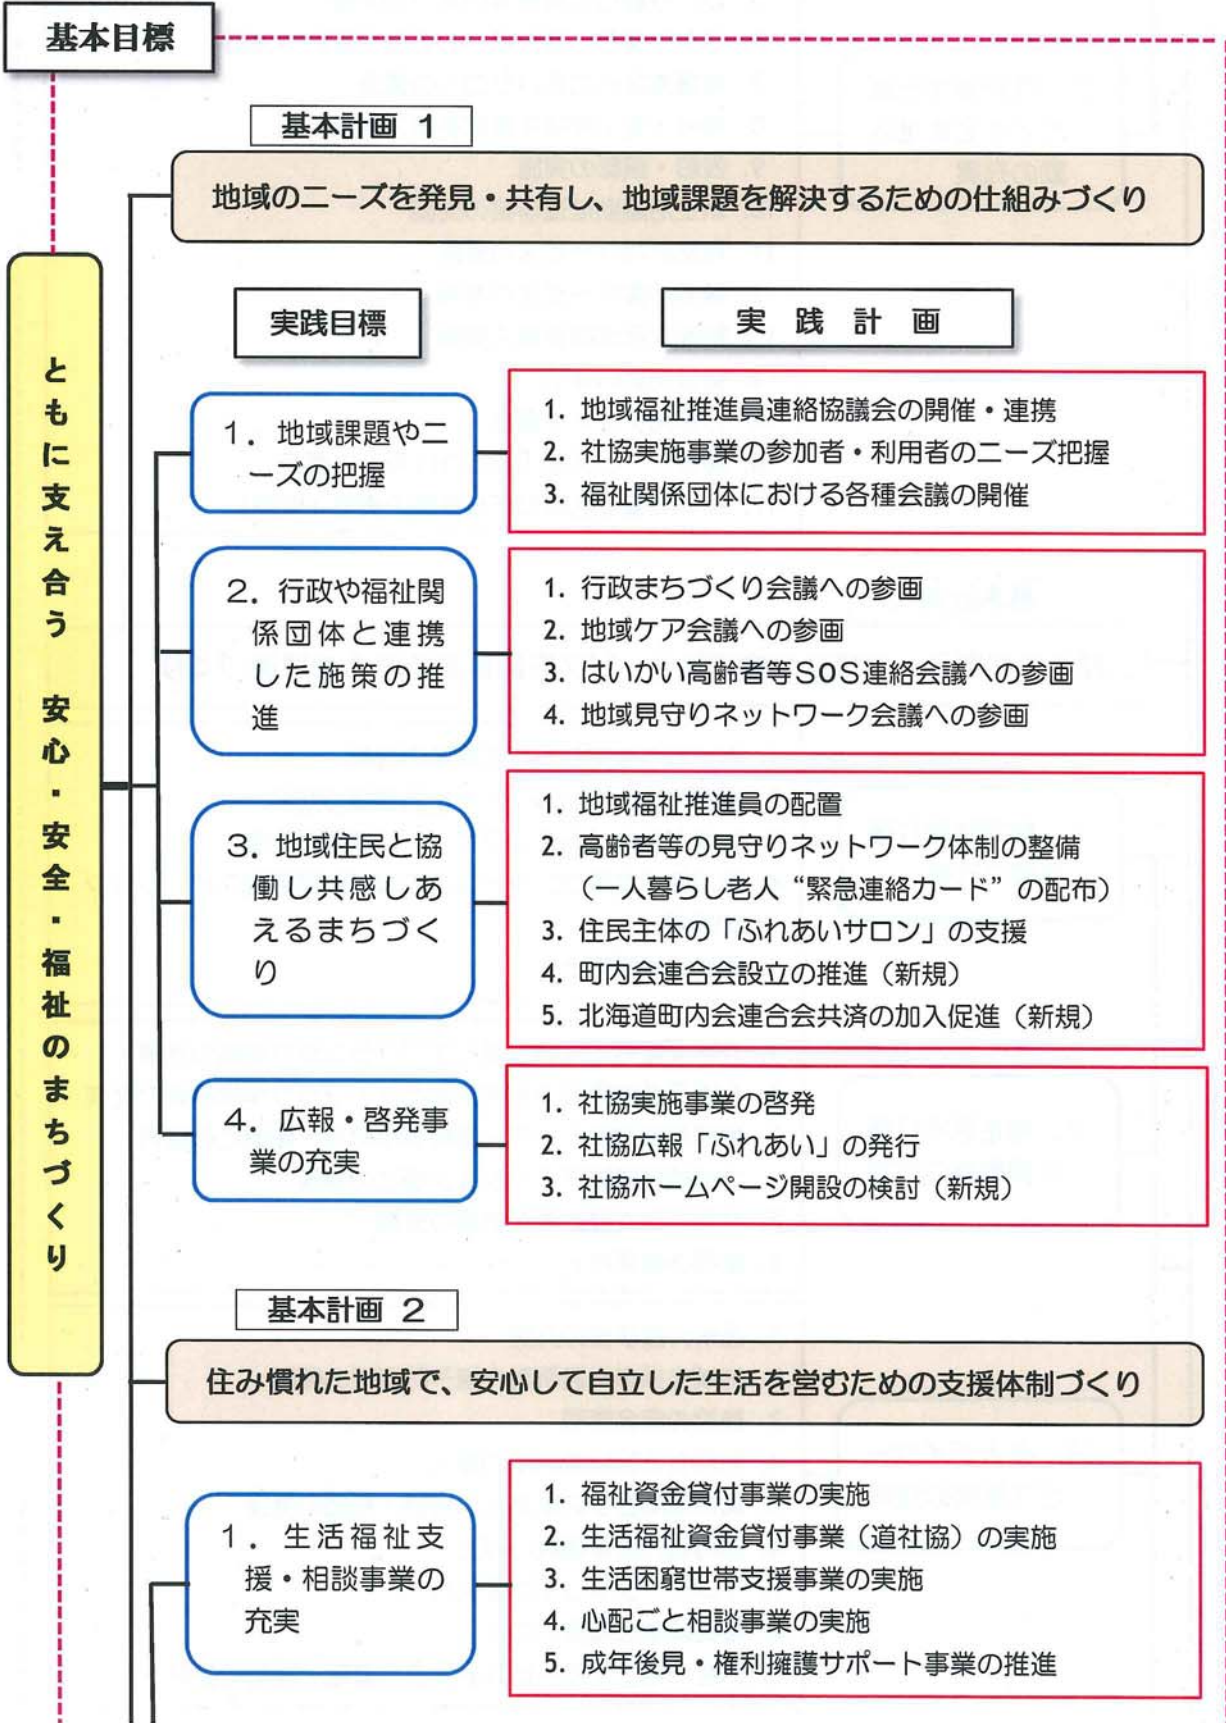 基本目標
基本計画 1
地域のニーズを発見・共有し、地域課題を解決するための仕組みづくり
ともに支え合う 安心・安全・福祉のまちづくり
実践目標
実践計画
1．地域課題やニ
ーズの把握
1. 地域福祉推進員連絡協議会の開催・連携
2. 社協実施事業の参加者・利用者のニーズ把握
3. 福祉関係団体における各種会議の開催
2．行政や福祉関
係団体と連携
した施策の推
進
1. 行政まちづくり会議への参画
2. 地域ケア会議への参画
3. はいかい高齢者等SOS連絡会議への参画
4. 地域見守りネットワーク会議への参画
3．地域住民と協
働し共感しあ
えるまちづく
り
1. 地域福祉推進員の配置
2. 高齢者等の見守りネットワーク体制の整備
（一人暮らし老人“緊急連絡カード”の配布）
3. 住民主体の「ふれあいサロン」の支援
4. 町内会連合会設立の推進（新規）
5. 北海道町内会連合会共済の加入促進（新規）
4．広報・啓発事
業の充実
1. 社協実施事業の啓発
2. 社協広報「ふれあい」の発行
3. 社協ホームページ開設の検討（新規）
基本計画 2
住み慣れた地域で、安心して自立した生活を営むための支援体制づくり
1．生活福祉支
援・相談事業の
充実
1. 福祉資金貸付事業の実施
2. 生活福祉資金貸付事業（道社協）の実施
3. 生活困窮世帯支援事業の実施
4. 心配ごと相談事業の実施
5. 成年後見・権利擁護サポート事業の推進